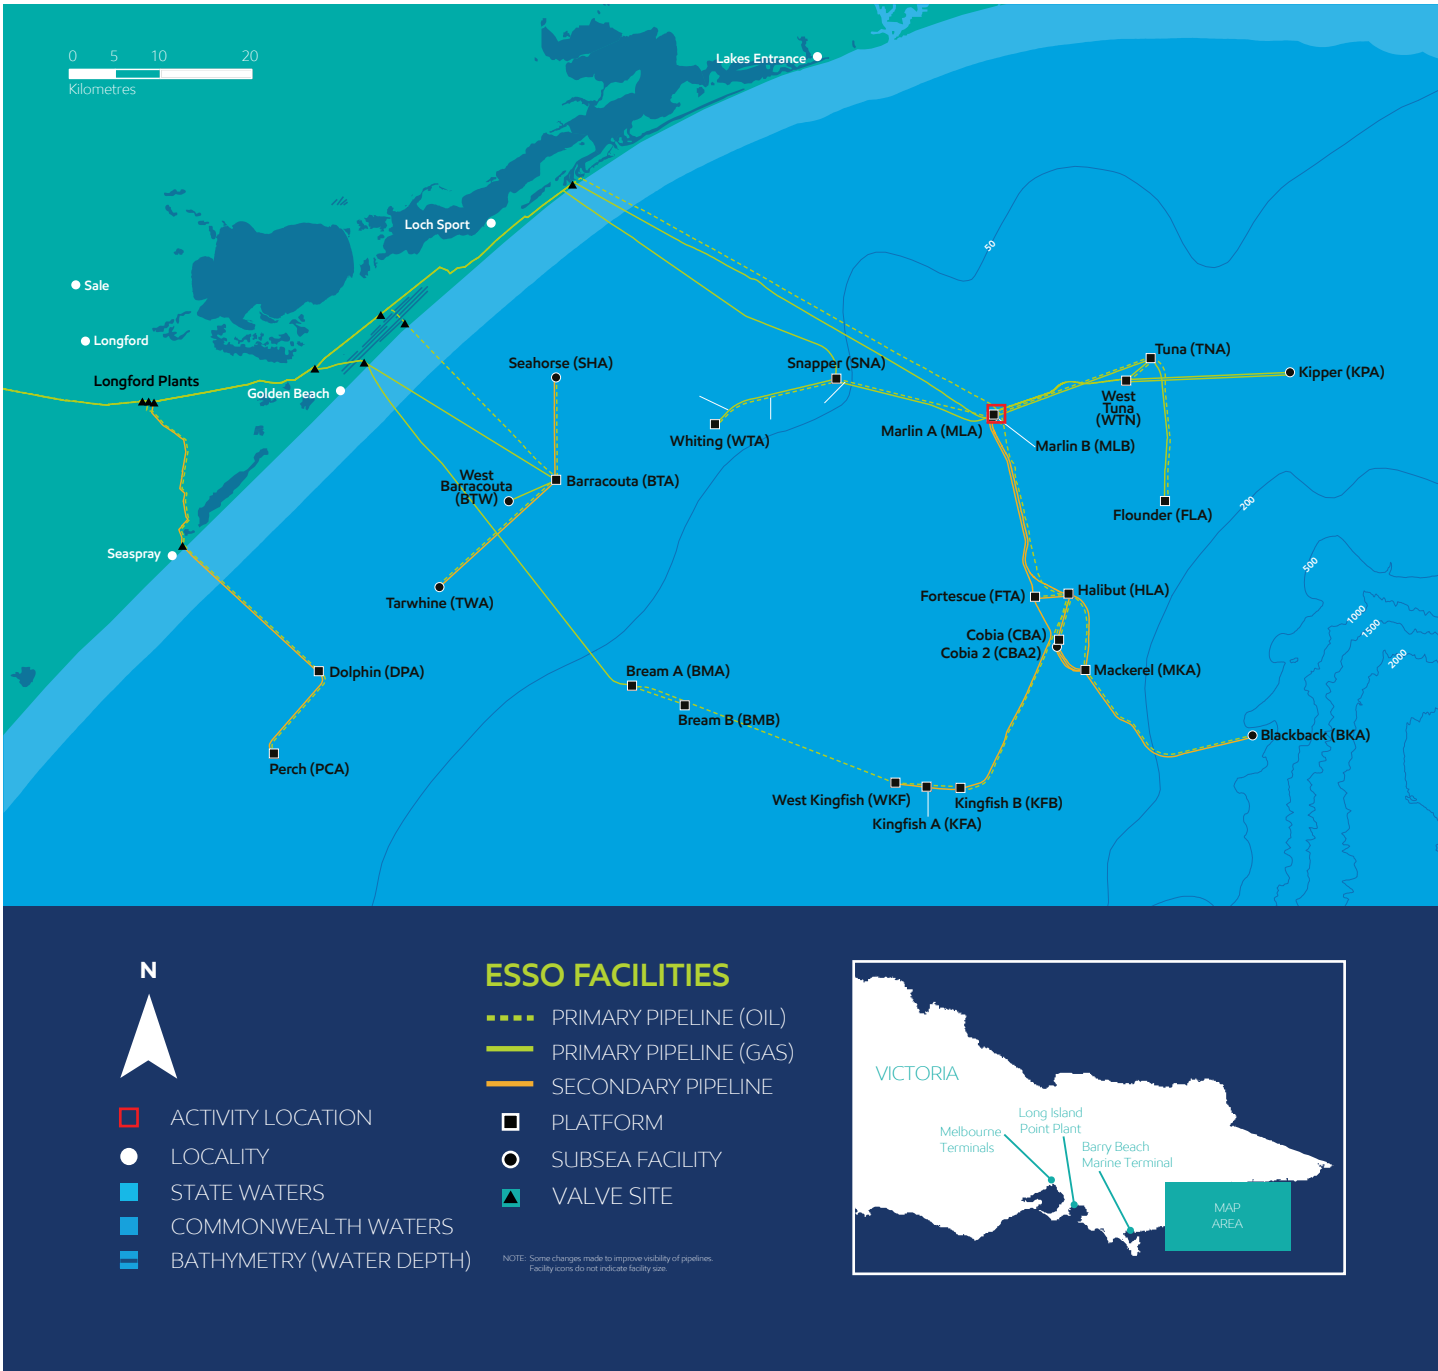 0 5 10 20
Kilometres
Lakes Entrance
Loch Sport
50
Sale
Longford
Longford Plants
Golden Beach
Seahorse (SHA)
Snapper (SNA)
Tuna (TNA)
Kipper (KPA)
West
Tuna
(WTN)
Whiting (WTA)
Marlin A (MLA)
Marlin B (MLB)
West
Barracouta
(BTW)
Barracouta (BTA)
200
Flounder (FLA)
Seaspray
500
Tarwhine (TWA)
Fortescue (FTA)
Halibut (HLA)
1000
1500
2000
Cobia (CBA)
Cobia 2 (CBA2)
Dolphin (DPA)
Bream A (BMA)
Mackerel (MKA)
Bream B (BMB)
Blackback (BKA)
Perch (PCA)
West Kingfish (WKF)
Kingfish B (KFB)
Kingfish A (KFA)
N
ACTIVITY LOCATION
LOCALITY
STATE WATERS
COMMONWEALTH WATERS
BATHYMETRY (WATER DEPTH)
ESSO FACILITIES
PRIMARY PIPELINE (OIL)
PRIMARY PIPELINE (GAS)
SECONDARY PIPELINE
PLATFORM
SUBSEA FACILITY
VALVE SITE
NOTE: Some changes made to improve visibility of pipelines.
Facility icons do not indicate facility size.
VICTORIA
Long Island
Point Plant
Melbourne
Terminals
Barry Beach
Marine Terminal
MAP
AREA